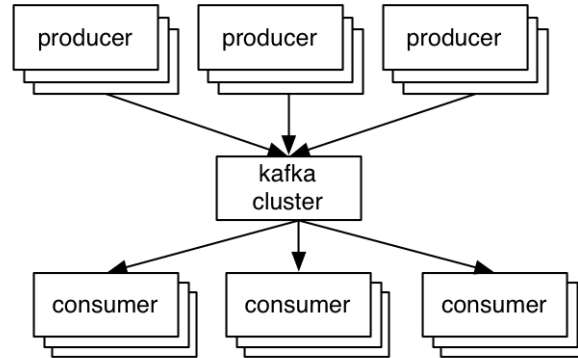 producer
producer
producer
kafka
cluster
consumer
consumer
consumer